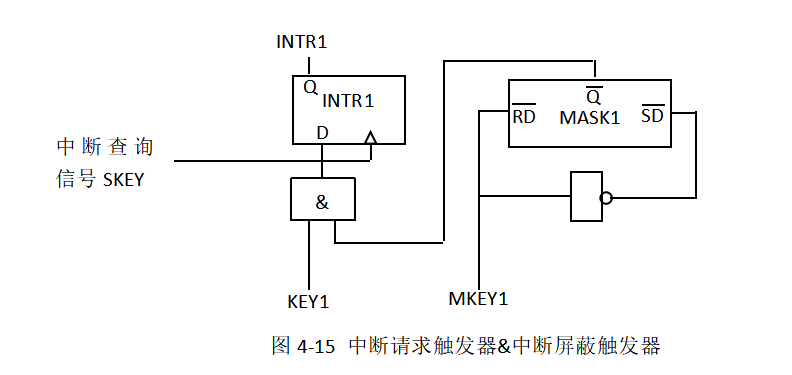 INTR1
Q
INTR1
D
中断查询
信号 SKEY
&
KEY1
Q
RD
MASK1
SD
MKEY1
图 4-15 中断请求触发器&中断屏蔽触发器